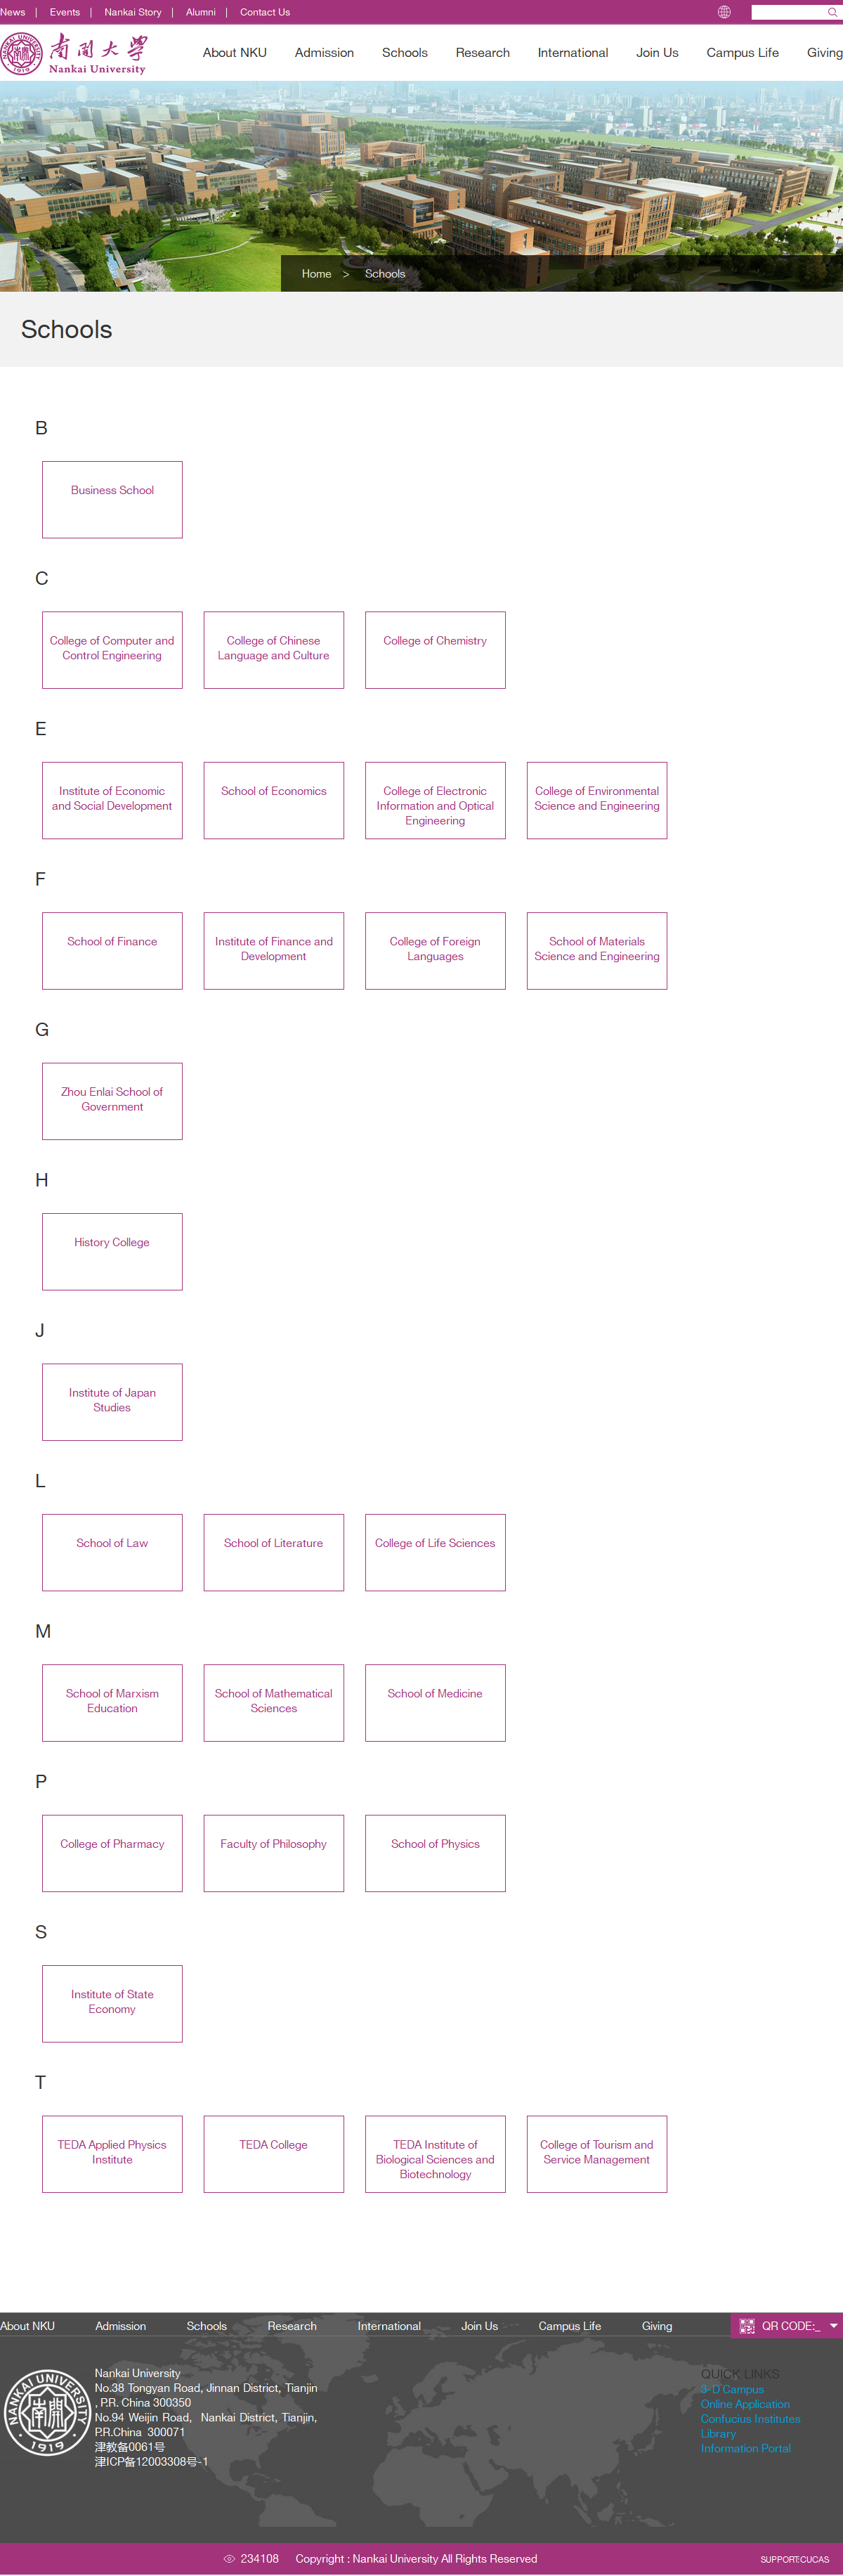 News | Events | Nankai Story | Alumni | Contact Us
南開大学
Nankai University
1919
About NKU Admission Schools Research International Join Us Campus Life Giving
Home > Schools
Schools
B
Business School
C
College of Computer and
Control Engineering
College of Chinese
Language and Culture
College of Chemistry
E
Institute of Economic
and Social Development
School of Economics
College of Electronic
Information and Optical
Engineering
College of Environmental
Science and Engineering
F
School of Finance
Institute of Finance and
Development
College of Foreign
Languages
School of Materials
Science and Engineering
G
Zhou Enlai School of
Government
H
History College
J
Institute of Japan
Studies
L
School of Law
School of Literature
College of Life Sciences
M
School of Marxism
Education
School of Mathematical
Sciences
School of Medicine
P
College of Pharmacy
Faculty of Philosophy
School of Physics
S
Institute of State
Economy
T
TEDA Applied Physics
Institute
TEDA College
TEDA Institute of
Biological Sciences and
Biotechnology
College of Tourism and
Service Management
About NKU Admission Schools Research International Join Us Campus Life Giving
QR CODE:_
NANKAI UNIVERSITY
1919
Nankai University
No.38 Tongyan Road, Jinnan District, Tianjin
, P.R. China 300350
No.94 Weijin Road, Nankai District, Tianjin,
P.R.China 300071
津教备0061号
津ICP备12003308号-1
QUICK LINKS
3-D Campus
Online Application
Confucius Institutes
Library
Information Portal
234108 Copyright : Nankai University All Rights Reserved
SUPPORT:CUCAS